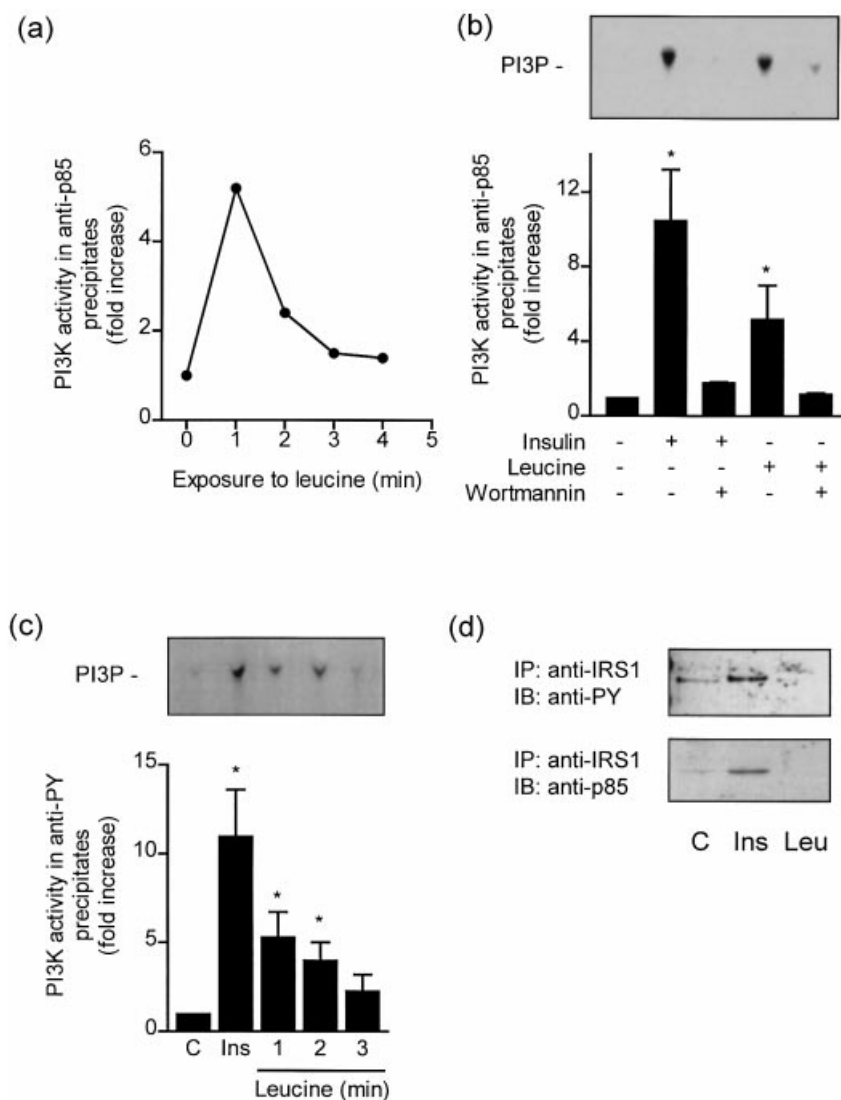 (a)
PI3K activity in anti-p85
precipitates
(fold increase)
6
4
2
0
0 1 2 3 4 5
Exposure to leucine (min)
(b)
PI3P -
PI3K activity in anti-p85
precipitates
(fold increase)
12
8
4
0
* *
Insulin - + + - -
Leucine - - - + +
Wortmannin - - + - +
(c)
PI3P -
PI3K activity in anti-PY
precipitates
(fold increase)
15
10
5
0
* * *
C Ins 1 2 3
Leucine (min)
(d)
IP: anti-IRS1
IB: anti-PY
IP: anti-IRS1
IB: anti-p85
C Ins Leu